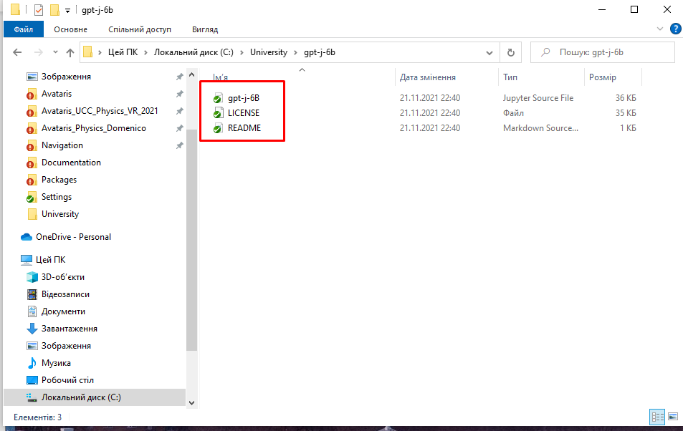 gpt-j-6b
Файл Основне Спільний доступ Вигляд
Цей ПК > Локальний диск (C:) > University > gpt-j-6b
Пошук: gpt-j-6b
Зображення
Avataris
Avataris_UCC_Physics_VR_2021
Avataris_Physics_Domenico
Navigation
Documentation
Packages
Settings
University
OneDrive - Personal
Цей ПК
3D-об'єкти
Відеозаписи
Документи
Завантаження
Зображення
Музика
Робочий стіл
Локальний диск (C:)
Ім'я Дата змінення Тип Розмір
gpt-j-6B 21.11.2021 22:40 Jupyter Source File 36 КБ
LICENSE 21.11.2021 22:40 Файл 35 КБ
README 21.11.2021 22:40 Markdown Source... 1 КБ
Елементів: 3